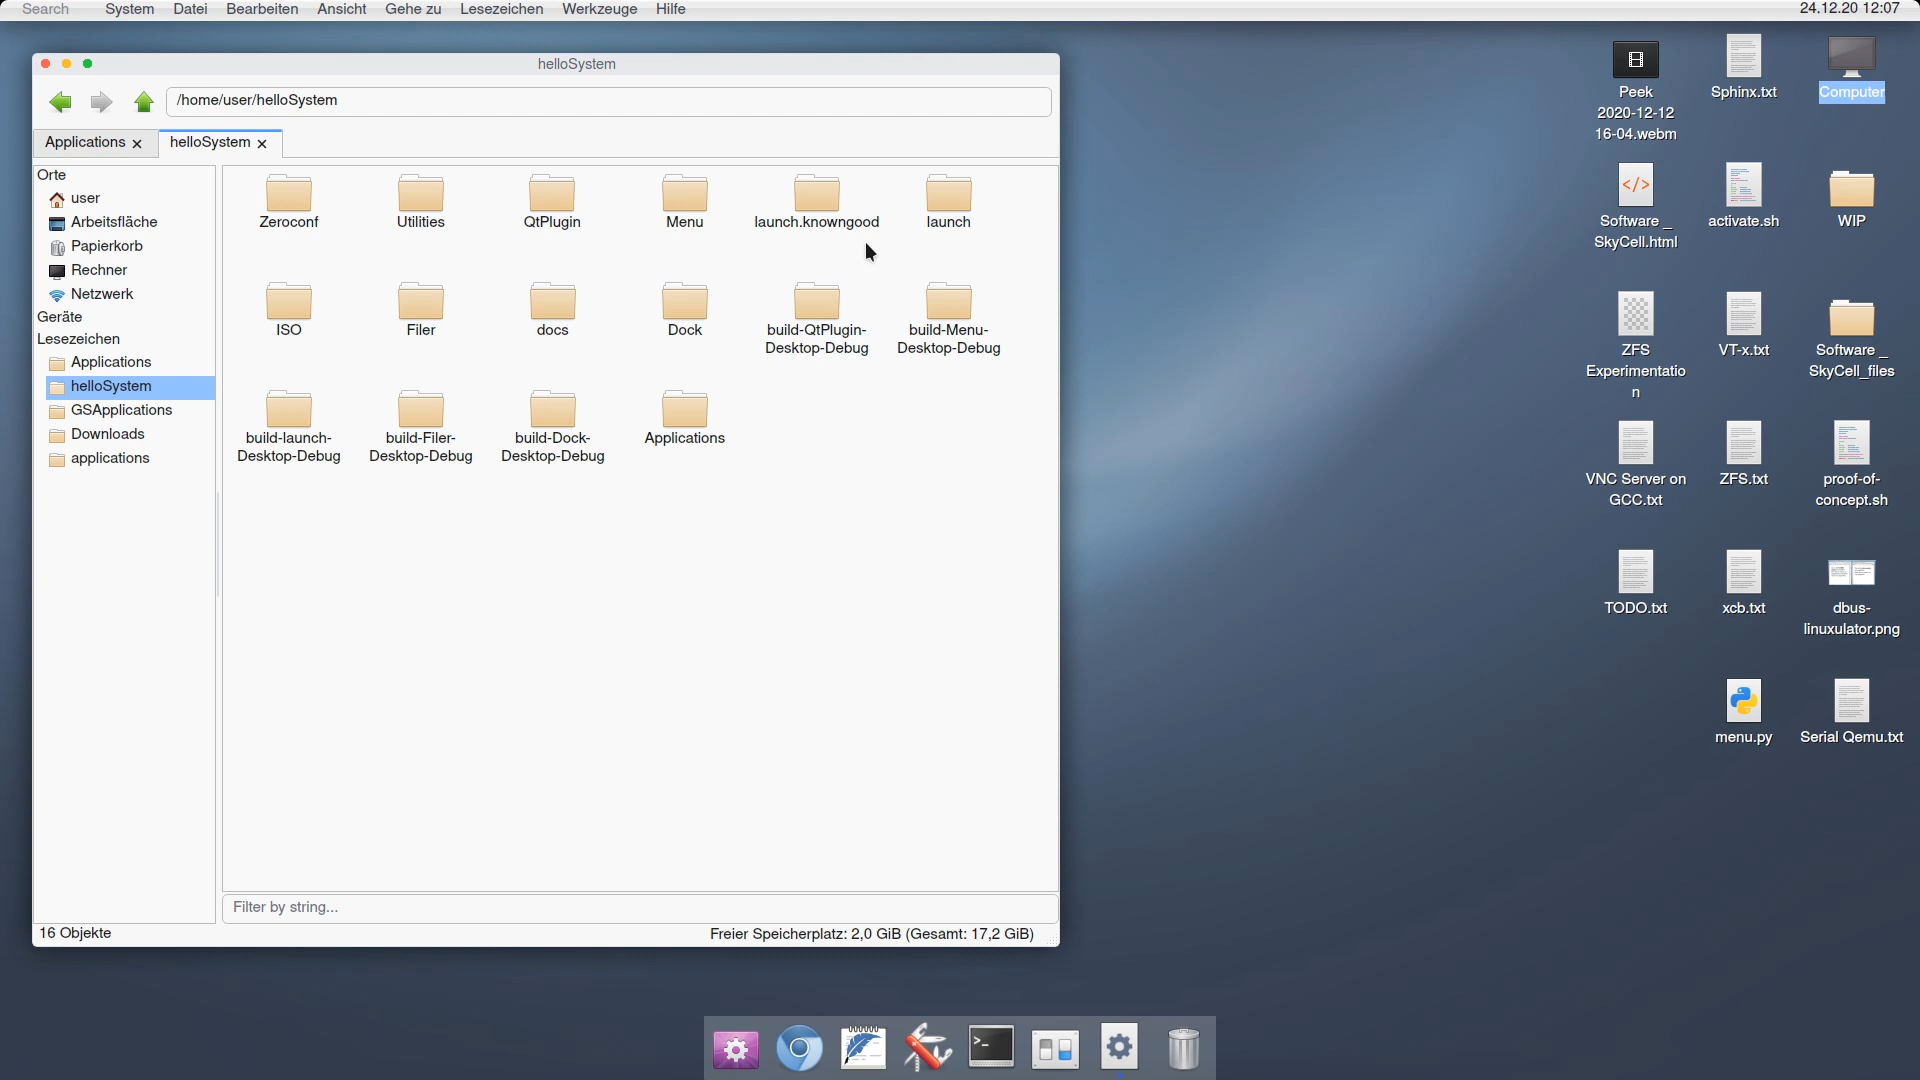 Search System Datei Bearbeiten Ansicht Gehe zu Lesezeichen Werkzeuge Hilfe 24.12.20 12:07
helloSystem
/home/user/helloSystem
Applications helloSystem
Orte
user
Arbeitsfläche
Papierkorb
Rechner
Netzwerk
Geräte
Lesezeichen
Applications
helloSystem
GSApplications
Downloads
applications
Zeroconf Utilities QtPlugin Menu launch.knowngood launch
ISO Filer docs Dock build-QtPlugin- build-Menu-
Desktop-Debug Desktop-Debug
build-launch- build-Filer- build-Dock- Applications
Desktop-Debug Desktop-Debug Desktop-Debug
Filter by string...
16 Objekte Freier Speicherplatz: 2,0 GiB (Gesamt: 17,2 GiB)
Peek
2020-12-12
16-04.webm
Sphinx.txt
Computer
</>
Software _
SkyCell.html
activate.sh
WIP
ZFS
Experimentatio
n
VT-x.txt
Software _
SkyCell_files
VNC Server on
GCC.txt
ZFS.txt
proof-of-
concept.sh
TODO.txt
xcb.txt
dbus-
linuxulator.png
menu.py
Serial Qemu.txt
>_